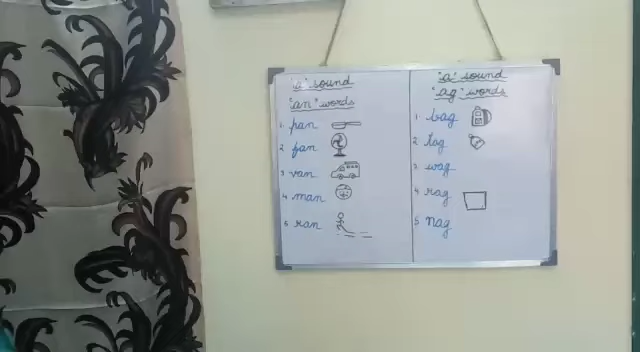 "a" sound
"an" words
1. pan
2. fan
3. van
4. man
5. ran
"a" sound
"ag" words
1. bag
2. tag
3. wag
4. rag
5. nag